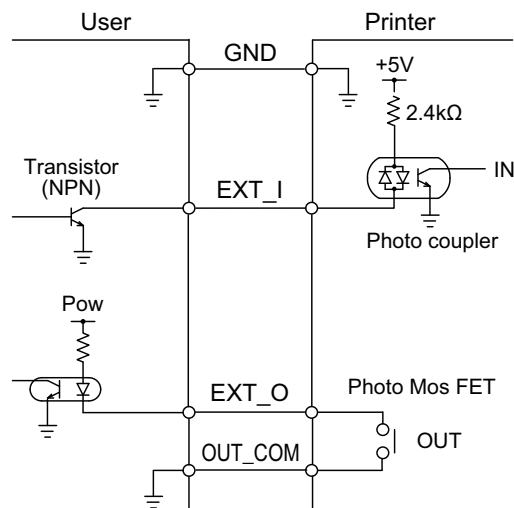 User
Printer
GND
+5V
2.4kΩ
Transistor
(NPN)
IN
EXT_I
Photo coupler
Pow
EXT_O
Photo Mos FET
OUT
OUT_COM